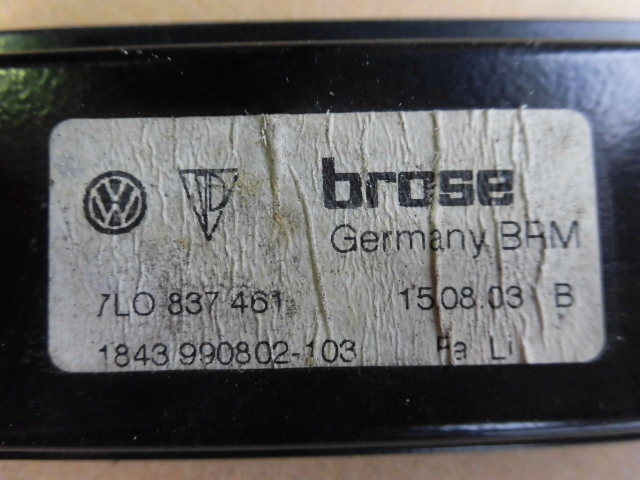 brose
Germany BRM
7L0 837 461 15.08.03 B
1843 990802-103 Fa Li